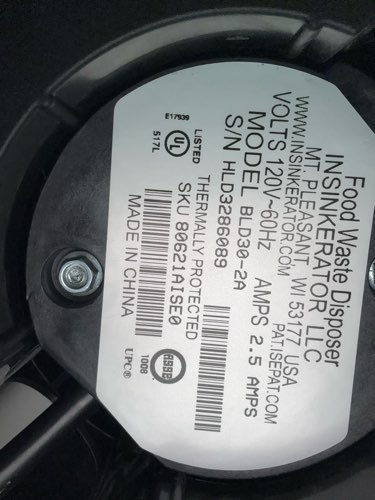 Food Waste Disposer
INSINKERATOR LLC
MT. PLEASANT, WI 53177 USA
WWW.INSINKERATOR.COM PAT.ISEPAT.COM
VOLTS 120V~60Hz AMPS 2.5 AMPS
MODEL BLD30-2A
S/N HLD3286089
THERMALLY PROTECTED
SKU 80621AISE0
MADE IN CHINA
E17939
UL
LISTED
517L
1008
UPC®